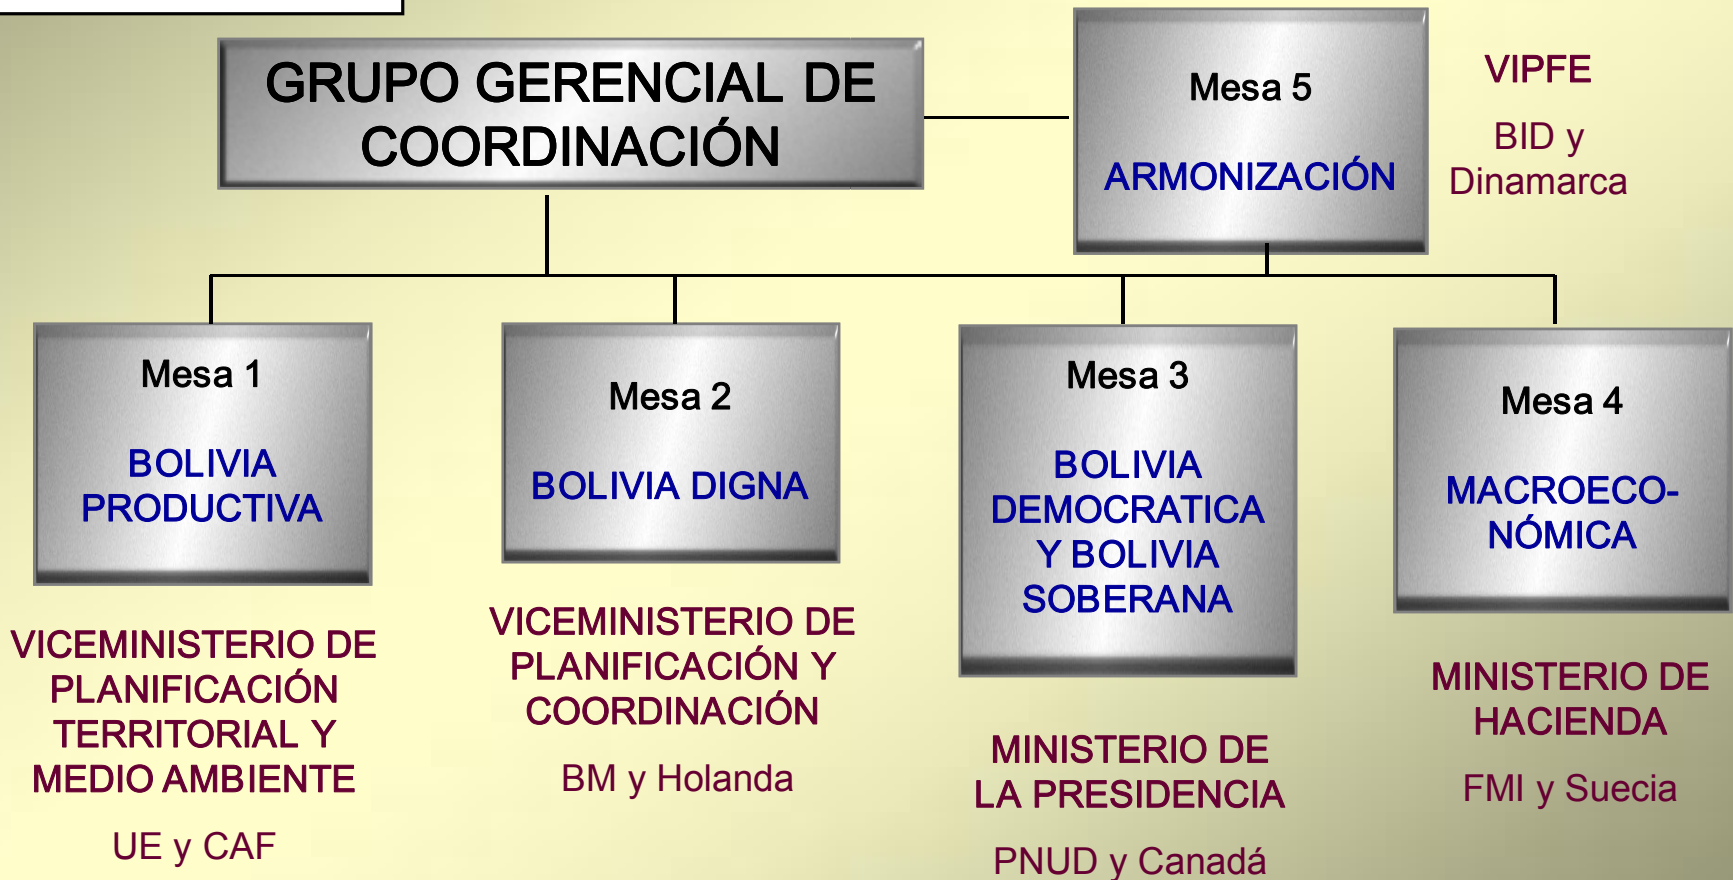 GRUPO GERENCIAL DE
COORDINACIÓN
Mesa 5
ARMONIZACIÓN
VIPFE
BID y
Dinamarca
Mesa 1
BOLIVIA
PRODUCTIVA
VICEMINISTERIO DE
PLANIFICACIÓN
TERRITORIAL Y
MEDIO AMBIENTE
UE y CAF
Mesa 2
BOLIVIA DIGNA
VICEMINISTERIO DE
PLANIFICACIÓN Y
COORDINACIÓN
BM y Holanda
Mesa 3
BOLIVIA
DEMOCRATICA
Y BOLIVIA
SOBERANA
MINISTERIO DE
LA PRESIDENCIA
PNUD y Canadá
Mesa 4
MACROECO-
NÓMICA
MINISTERIO DE
HACIENDA
FMI y Suecia